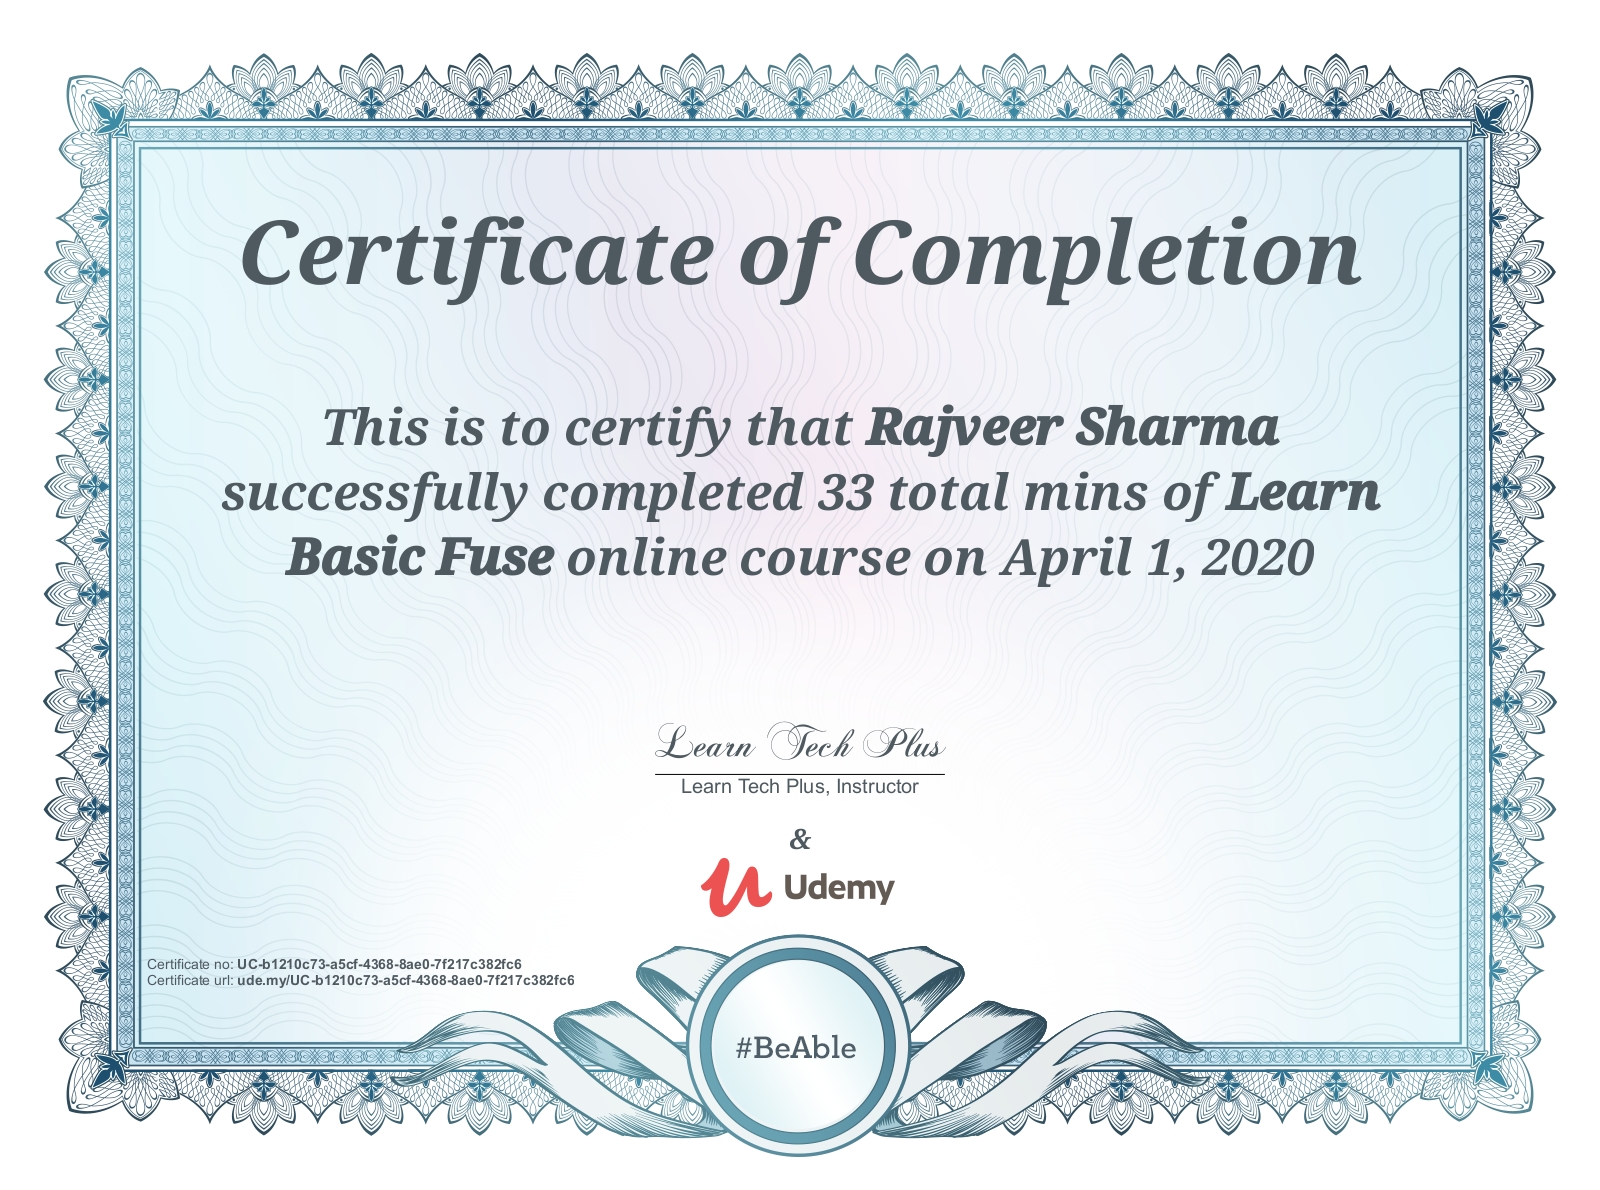 Certificate of Completion
This is to certify that Rajveer Sharma
successfully completed 33 total mins of Learn
Basic Fuse online course on April 1, 2020
Learn Tech Plus
Learn Tech Plus, Instructor
&
Udemy
Certificate no: UC-b1210c73-a5cf-4368-8ae0-7f217c382fc6
Certificate url: ude.my/UC-b1210c73-a5cf-4368-8ae0-7f217c382fc6
#BeAble